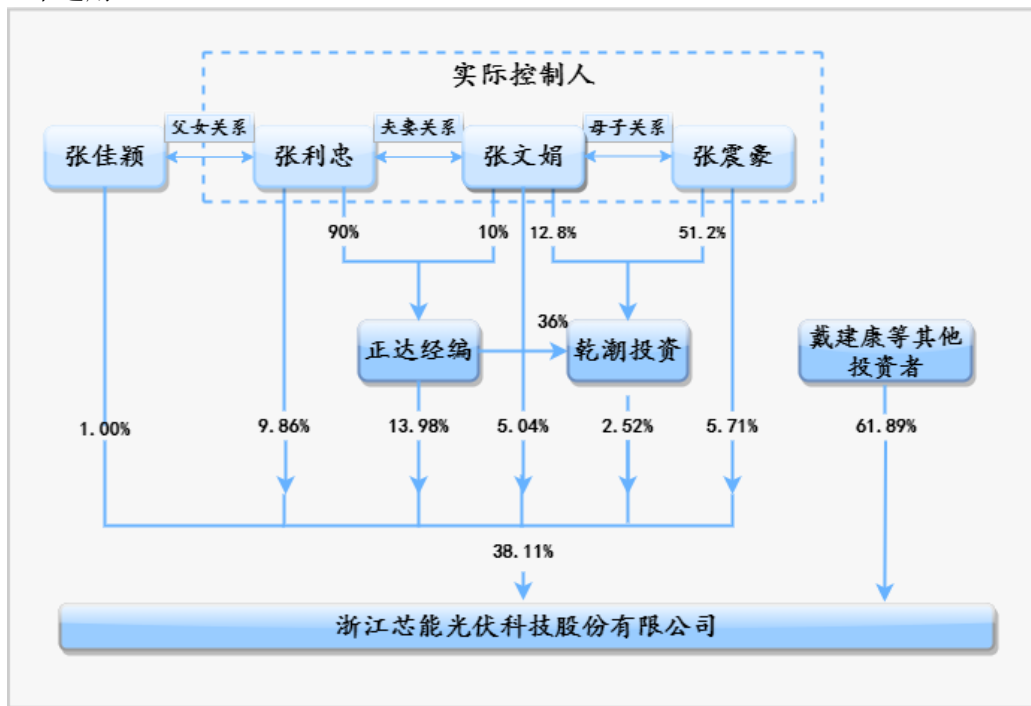 实际控制人
父女关系
夫妻关系
母子关系
张佳颖
张利忠
张文娟
张震豪
90%
10%
12.8%
51.2%
36%
正达经编
乾潮投资
戴建康等其他
投资者
1.00%
9.86%
13.98%
5.04%
2.52%
5.71%
61.89%
38.11%
浙江芯能光伏科技股份有限公司